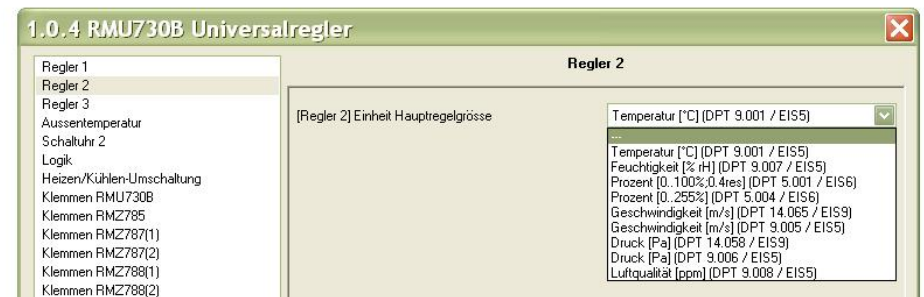 1.0.4 RMU730B Universalregler
Regler 1
Regler 2
Regler 3
Aussentemperatur
Schaltuhr 2
Logik
Heizen/Kühlen-Umschaltung
Klemmen RMU730B
Klemmen RMZ785
Klemmen RMZ787(1)
Klemmen RMZ787(2)
Klemmen RMZ788(1)
Klemmen RMZ788(2)
Regler 2
[Regler 2] Einheit Hauptregelgrösse
Temperatur [°C] (DPT 9.001 / EIS5)
---
Temperatur [°C] (DPT 9.001 / EIS5)
Feuchtigkeit [% rH] (DPT 9.007 / EIS5)
Prozent [0..100%;0.4res] (DPT 5.001 / EIS6)
Prozent [0..255%] (DPT 5.004 / EIS6)
Geschwindigkeit [m/s] (DPT 14.065 / EIS9)
Geschwindigkeit [m/s] (DPT 9.005 / EIS5)
Druck [Pa] (DPT 14.058 / EIS9)
Druck [Pa] (DPT 9.006 / EIS5)
Luftqualität [ppm] (DPT 9.008 / EIS5)